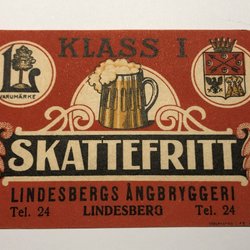 KLASS I
VARUMÄRKE
SKATTEFRITT
LINDESBERGS ÅNGBRYGGERI
Tel. 24 LINDESBERG Tel. 24